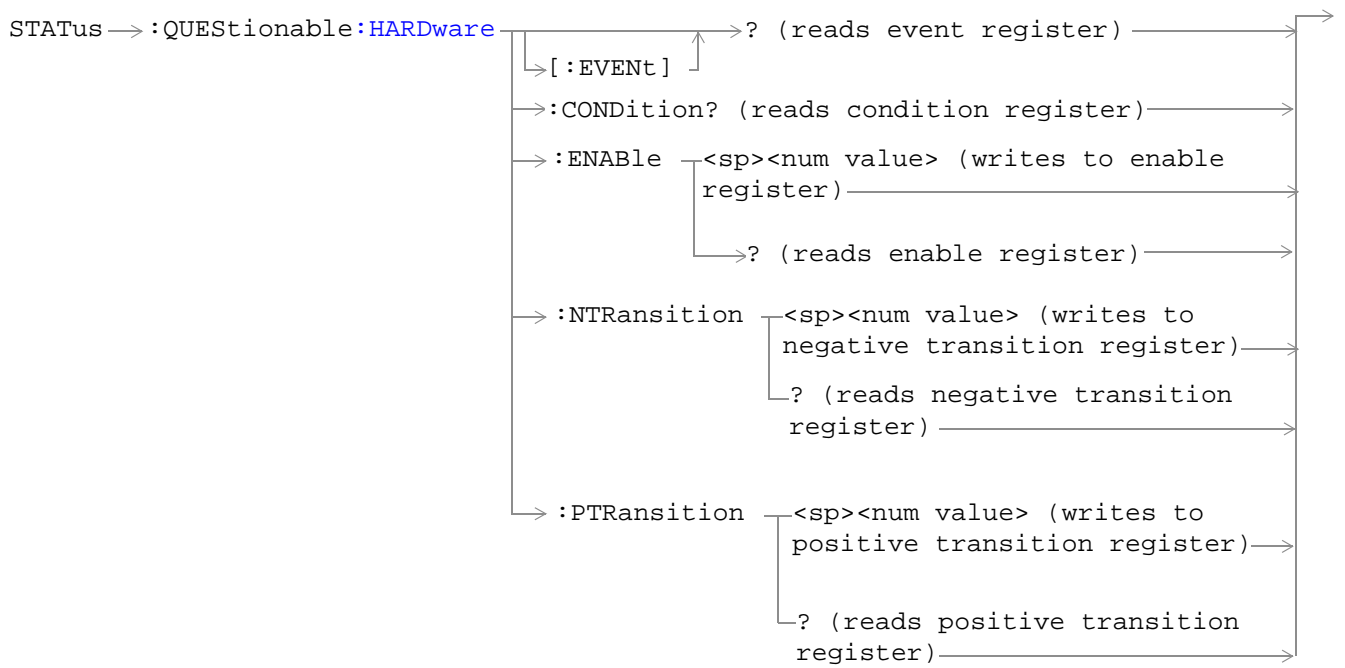 STATus :QUEStionable:HARDware ? (reads event register)
[:EVENt]
:CONDition? (reads condition register)
:ENABle <sp><num value> (writes to enable
register)
? (reads enable register)
:NTRansition <sp><num value> (writes to
negative transition register)
? (reads negative transition
register)
:PTRansition <sp><num value> (writes to
positive transition register)
? (reads positive transition
register)